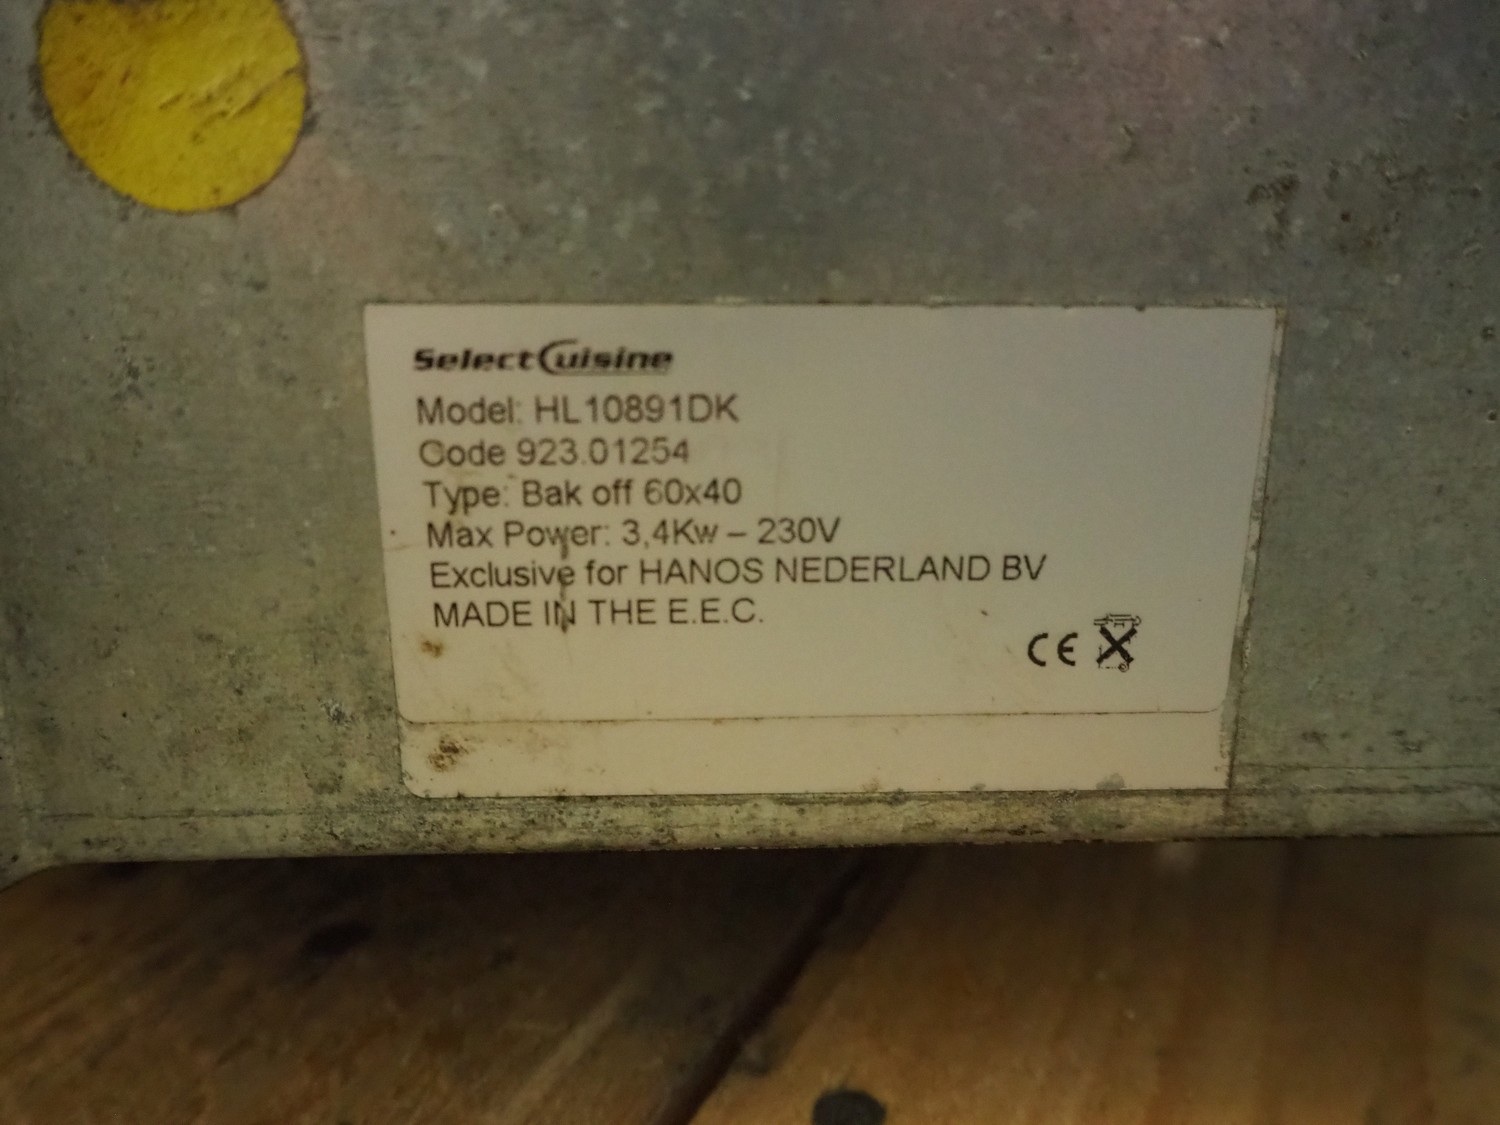 SelectCuisine
Model: HL10891DK
Code 923.01254
Type: Bak off 60x40
Max Power: 3,4Kw – 230V
Exclusive for HANOS NEDERLAND BV
MADE IN THE E.E.C.
CE